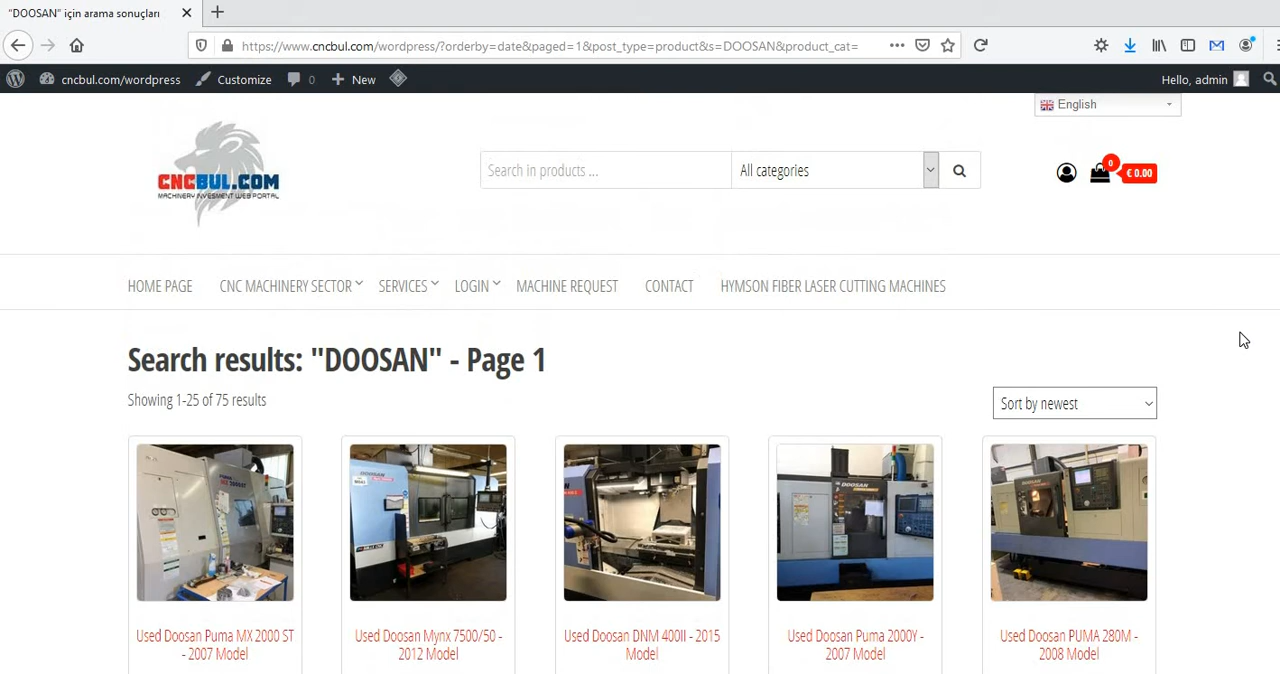 "DOOSAN" için arama sonuçları
https://www.cncbul.com/wordpress/?orderby=date&paged=1&post_type=product&s=DOOSAN&product_cat=
cncbul.com/wordpress Customize 0 New Hello, admin
English
CNCBUL.COM
MACHINERY INVESMENT WEB PORTAL
Search in products ... All categories
0
€ 0.00
HOME PAGE CNC MACHINERY SECTOR SERVICES LOGIN MACHINE REQUEST CONTACT HYMSON FIBER LASER CUTTING MACHINES
Search results: "DOOSAN" - Page 1
Showing 1-25 of 75 results
Sort by newest
DOOSAN
DOOSAN
Used Doosan Puma MX 2000 ST - 2007 Model
Used Doosan Mynx 7500/50 - 2012 Model
Used Doosan DNM 400II - 2015 Model
Used Doosan Puma 2000Y - 2007 Model
Used Doosan PUMA 280M - 2008 Model